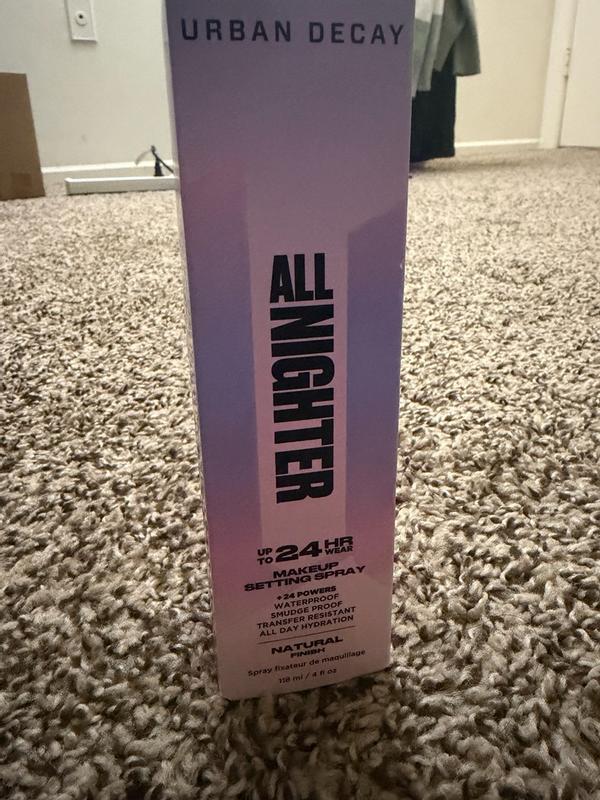 URBAN DECAY
ALL
NIGHTER
UP TO 24 HR WEAR
MAKEUP
SETTING SPRAY
+24 POWERS
WATERPROOF
SMUDGE PROOF
TRANSFER RESISTANT
ALL DAY HYDRATION
NATURAL
FINISH
Spray fixateur de maquillage
118 ml / 4 fl oz